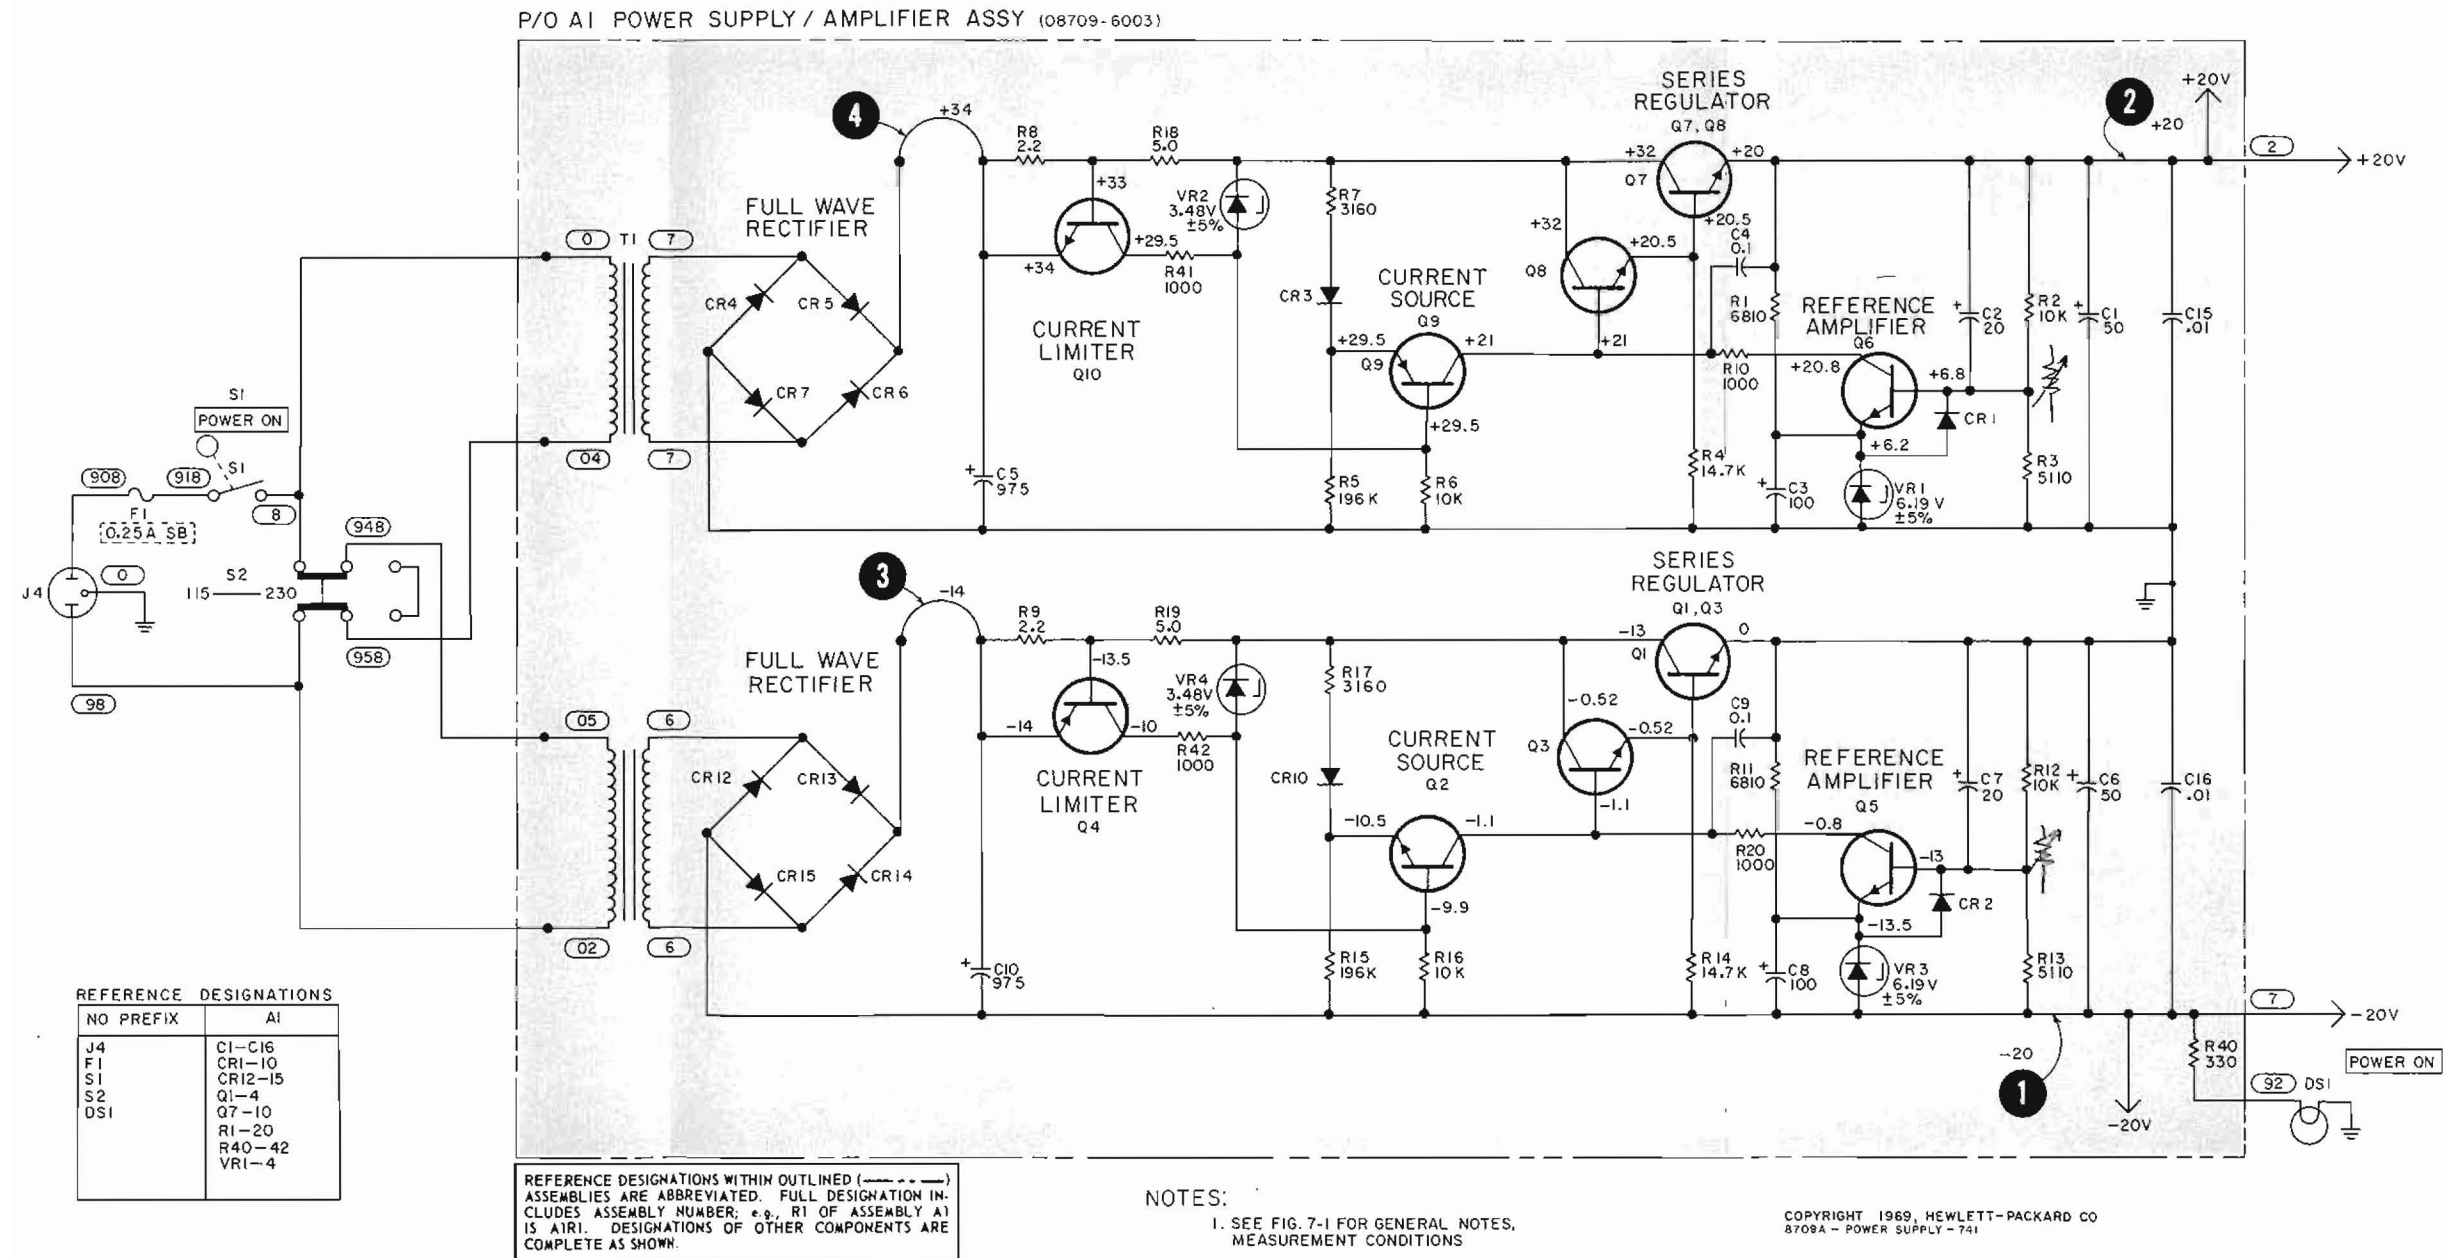 P/O A1 POWER SUPPLY / AMPLIFIER ASSY (08709-6003)
4
+34
R8
2.2
R18
5.0
+33
VR2
3.48V
±5%
+29.5
+34
R41
1000
CURRENT
LIMITER
Q10
FULL WAVE
RECTIFIER
0
T1
7
CR4
CR5
CR7
CR6
04
7
+
C5
975
R7
3160
CR3
CURRENT
SOURCE
Q9
+29.5
Q9
+21
+29.5
R5
196K
R6
10K
SERIES
REGULATOR
Q7, Q8
+32
+20
Q7
+20.5
+32
+20.5
Q8
+21
C4
0.1
R1
6810
R10
1000
R4
14.7K
+
C3
100
REFERENCE
AMPLIFIER
Q6
+20.8
+6.8
CR1
+6.2
VR1
6.19 V
±5%
+
C2
20
R2
10K
R3
5110
+
C1
50
C15
.01
2
+20
+20V
2
+20V
S1
POWER ON
S1
908
918
F1
0.25A SB
8
948
J4
0
S2
115 230
958
98
3
-14
R9
2.2
R19
5.0
-13.5
VR4
3.48V
±5%
-14
-10
R42
1000
CURRENT
LIMITER
Q4
FULL WAVE
RECTIFIER
05
6
CR12
CR13
CR15
CR14
02
6
+
C10
975
R17
3160
CR10
CURRENT
SOURCE
Q2
-10.5
-1.1
-9.9
R15
196K
R16
10K
SERIES
REGULATOR
Q1, Q3
-13
0
Q1
-0.52
Q3
-0.52
-1.1
C9
0.1
R11
6810
R20
1000
R14
14.7K
+
C8
100
REFERENCE
AMPLIFIER
Q5
-0.8
-13
CR2
-13.5
VR3
6.19V
±5%
+
C7
20
R12
10K
R13
5110
+
C6
50
C16
.01
7
-20V
-20
1
-20V
R40
330
92
DS1
POWER ON
REFERENCE DESIGNATIONS
NO PREFIX A1
J4 C1-C16
F1 CR1-10
S1 CR12-15
S2 Q1-4
DS1 Q7-10
R1-20
R40-42
VR1-4
REFERENCE DESIGNATIONS WITHIN OUTLINED (— - - —)
ASSEMBLIES ARE ABBREVIATED. FULL DESIGNATION IN-
CLUDES ASSEMBLY NUMBER; e.g., R1 OF ASSEMBLY A1
IS A1R1. DESIGNATIONS OF OTHER COMPONENTS ARE
COMPLETE AS SHOWN.
NOTES:
1. SEE FIG. 7-1 FOR GENERAL NOTES,
MEASUREMENT CONDITIONS
COPYRIGHT 1969, HEWLETT-PACKARD CO
8709A - POWER SUPPLY - 741